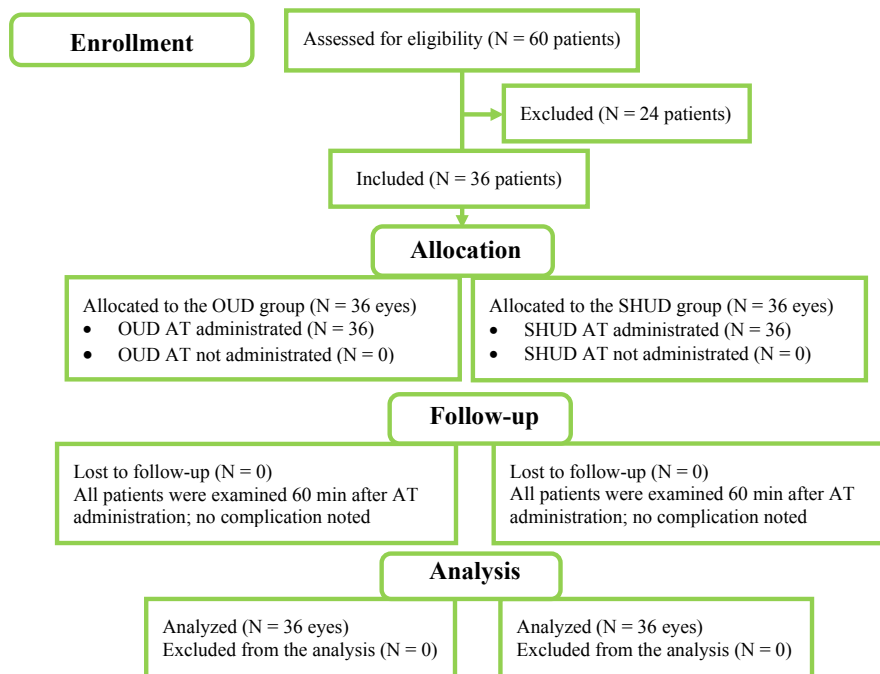 Enrollment
Assessed for eligibility (N = 60 patients)
Excluded (N = 24 patients)
Included (N = 36 patients)
Allocation
Allocated to the OUD group (N = 36 eyes)
• OUD AT administrated (N = 36)
• OUD AT not administrated (N = 0)
Allocated to the SHUD group (N = 36 eyes)
• SHUD AT administrated (N = 36)
• SHUD AT not administrated (N = 0)
Follow-up
Lost to follow-up (N = 0)
All patients were examined 60 min after AT
administration; no complication noted
Lost to follow-up (N = 0)
All patients were examined 60 min after AT
administration; no complication noted
Analysis
Analyzed (N = 36 eyes)
Excluded from the analysis (N = 0)
Analyzed (N = 36 eyes)
Excluded from the analysis (N = 0)